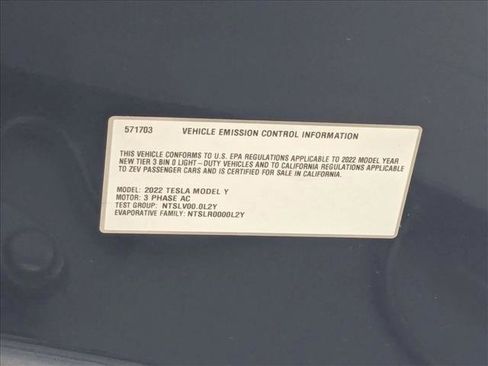 571703 VEHICLE EMISSION CONTROL INFORMATION
THIS VEHICLE CONFORMS TO U.S. EPA REGULATIONS APPLICABLE TO 2022 MODEL YEAR
NEW TIER 3 BIN 0 LIGHT-DUTY VEHICLES AND TO CALIFORNIA REGULATIONS APPLICABLE
TO ZEV PASSENGER CARS AND IS CERTIFIED FOR SALE IN CALIFORNIA.
MODEL: 2022 TESLA MODEL Y
MOTOR: 3 PHASE AC
TEST GROUP: NTSLV00.0L2Y
EVAPORATIVE FAMILY: NTSLR0000L2Y